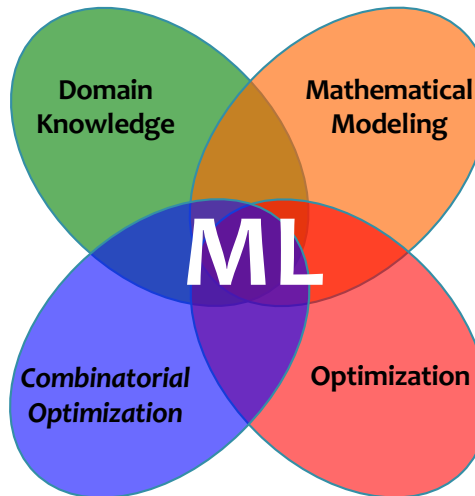 Domain
Knowledge
Mathematical
Modeling
ML
Combinatorial
Optimization
Optimization